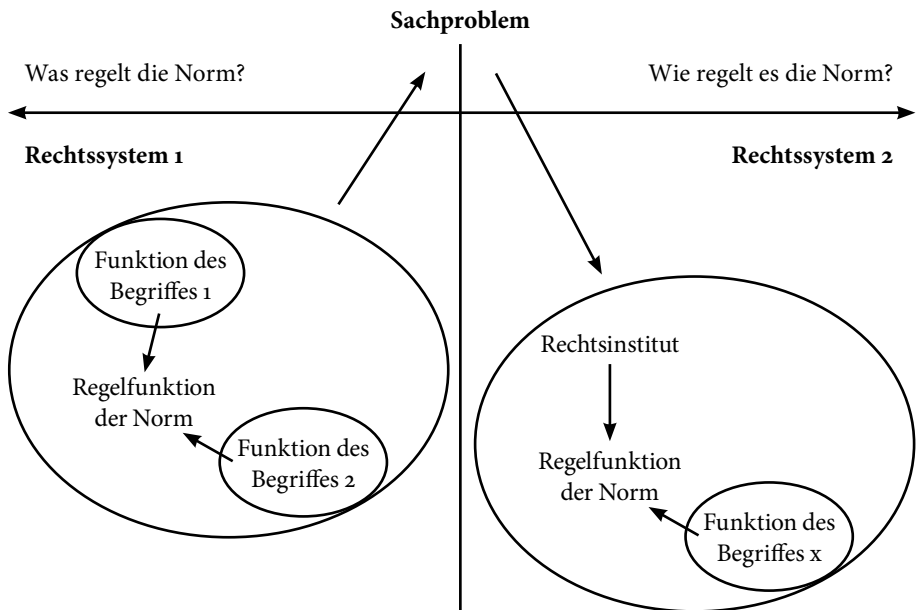 Sachproblem
Was regelt die Norm?
Wie regelt es die Norm?
Rechtssystem 1
Rechtssystem 2
Funktion des
Begriffes 1
Regelfunktion
der Norm
Funktion des
Begriffes 2
Rechtsinstitut
Regelfunktion
der Norm
Funktion des
Begriffes x